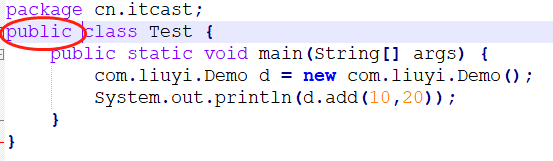 package cn.itcast;
public class Test {
    public static void main(String[] args) {
        com.liuyi.Demo d = new com.liuyi.Demo();
        System.out.println(d.add(10,20));
    }
}